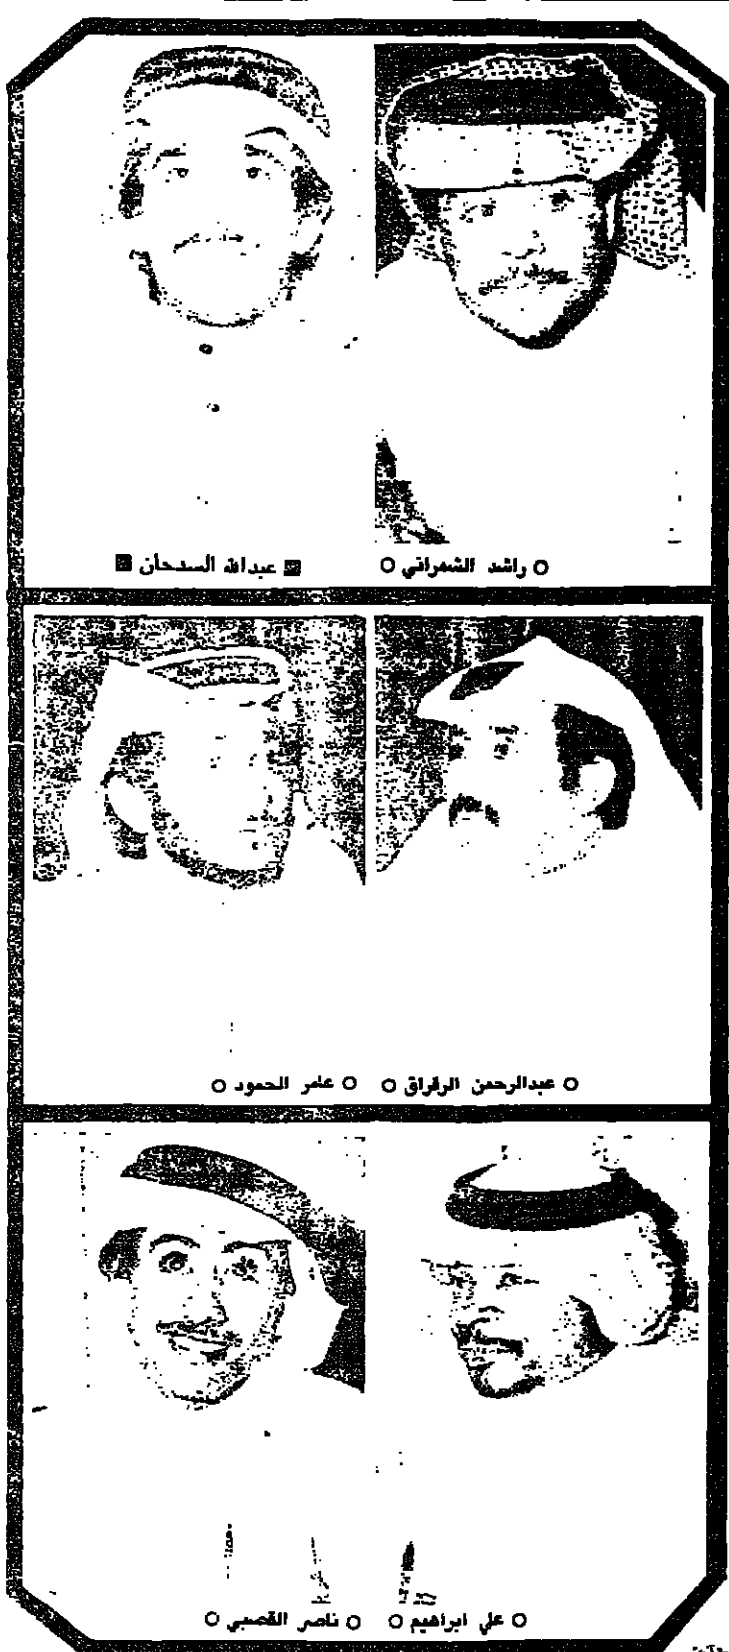 ○ راشد الشمراني ○
■ عبدالله السدحان ■
○ عبدالرحمن الرقراق ○
○ عامر الحمود ○
○ علي ابراهيم ○
○ ناصر القصبي ○